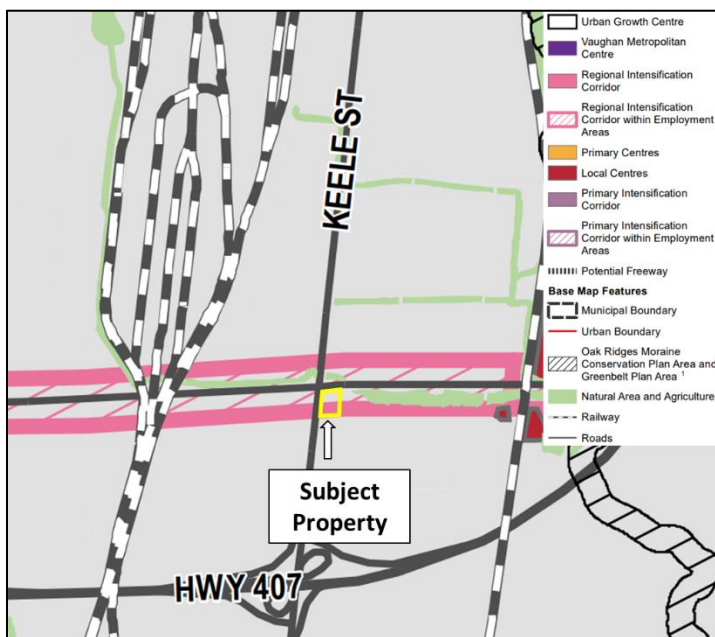 KEELE ST
Subject
Property
HWY 407
Urban Growth Centre
Vaughan Metropolitan
Centre
Regional Intensification
Corridor
Regional Intensification
Corridor within Employment
Areas
Primary Centres
Local Centres
Primary Intensification
Corridor
Primary Intensification
Corridor within Employment
Areas
Potential Freeway
Base Map Features
Municipal Boundary
Urban Boundary
Oak Ridges Moraine
Conservation Plan Area and
Greenbelt Plan Area 1
Natural Area and Agriculture
Railway
Roads